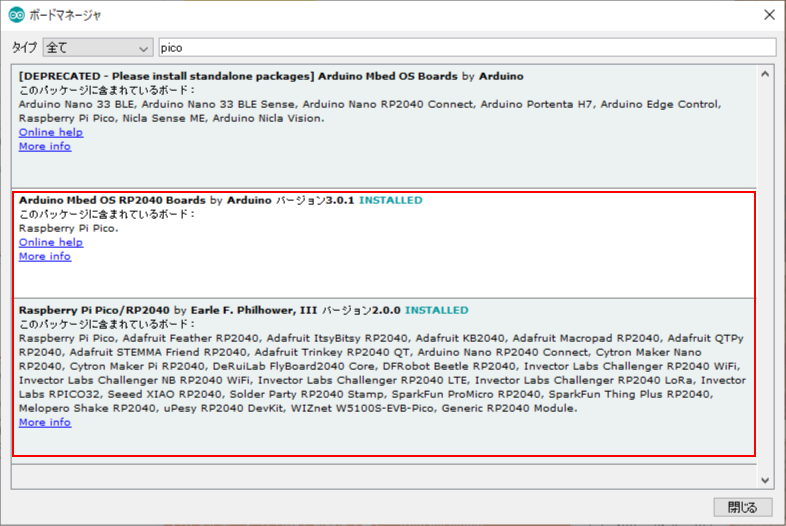 ボードマネージャ
タイプ 全て pico
[DEPRECATED - Please install standalone packages] Arduino Mbed OS Boards by Arduino
このパッケージに含まれているボード：
Arduino Nano 33 BLE, Arduino Nano 33 BLE Sense, Arduino Nano RP2040 Connect, Arduino Portenta H7, Arduino Edge Control,
Raspberry Pi Pico, Nicla Sense ME, Arduino Nicla Vision.
Online help
More info
Arduino Mbed OS RP2040 Boards by Arduino バージョン3.0.1 INSTALLED
このパッケージに含まれているボード：
Raspberry Pi Pico.
Online help
More info
Raspberry Pi Pico/RP2040 by Earle F. Philhower, III バージョン2.0.0 INSTALLED
このパッケージに含まれているボード：
Raspberry Pi Pico, Adafruit Feather RP2040, Adafruit ItsyBitsy RP2040, Adafruit KB2040, Adafruit Macropad RP2040, Adafruit QTPy
RP2040, Adafruit STEMMA Friend RP2040, Adafruit Trinkey RP2040 QT, Arduino Nano RP2040 Connect, Cytron Maker Nano
RP2040, Cytron Maker Pi RP2040, DeRuiLab FlyBoard2040 Core, DFRobot Beetle RP2040, Invector Labs Challenger RP2040 WiFi,
Invector Labs Challenger NB RP2040 WiFi, Invector Labs Challenger RP2040 LTE, Invector Labs Challenger RP2040 LoRa, Invector
Labs RPICO32, Seeed XIAO RP2040, Solder Party RP2040 Stamp, SparkFun ProMicro RP2040, SparkFun Thing Plus RP2040,
Melopero Shake RP2040, uPesy RP2040 DevKit, WIZnet W5100S-EVB-Pico, Generic RP2040 Module.
More info
閉じる